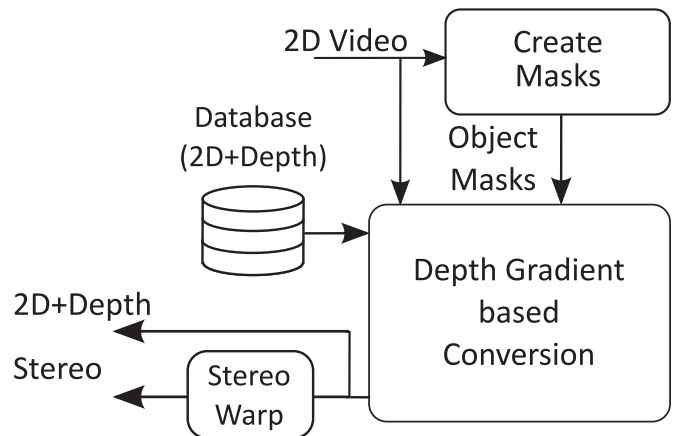 2D Video
Create
Masks
Database
(2D+Depth)
Object
Masks
Depth Gradient
based
Conversion
2D+Depth
Stereo
Stereo
Warp